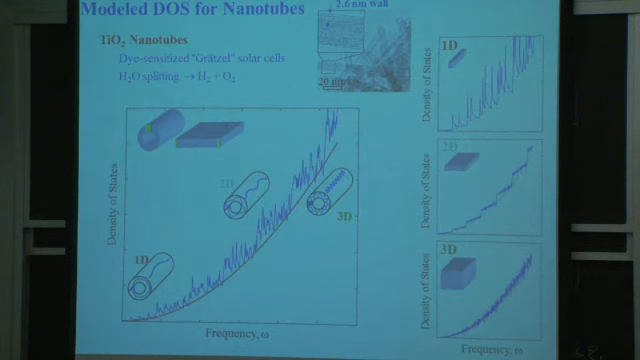 Modeled DOS for Nanotubes
2.6 nm wall
TiO2 Nanotubes
Dye-sensitized "Grätzel" solar cells
H2O splitting → H2 + O2
20 nm
1D
2D
3D
Density of States
Frequency, ω
1D
Density of States
2D
Density of States
3D
Density of States
Frequency, ω